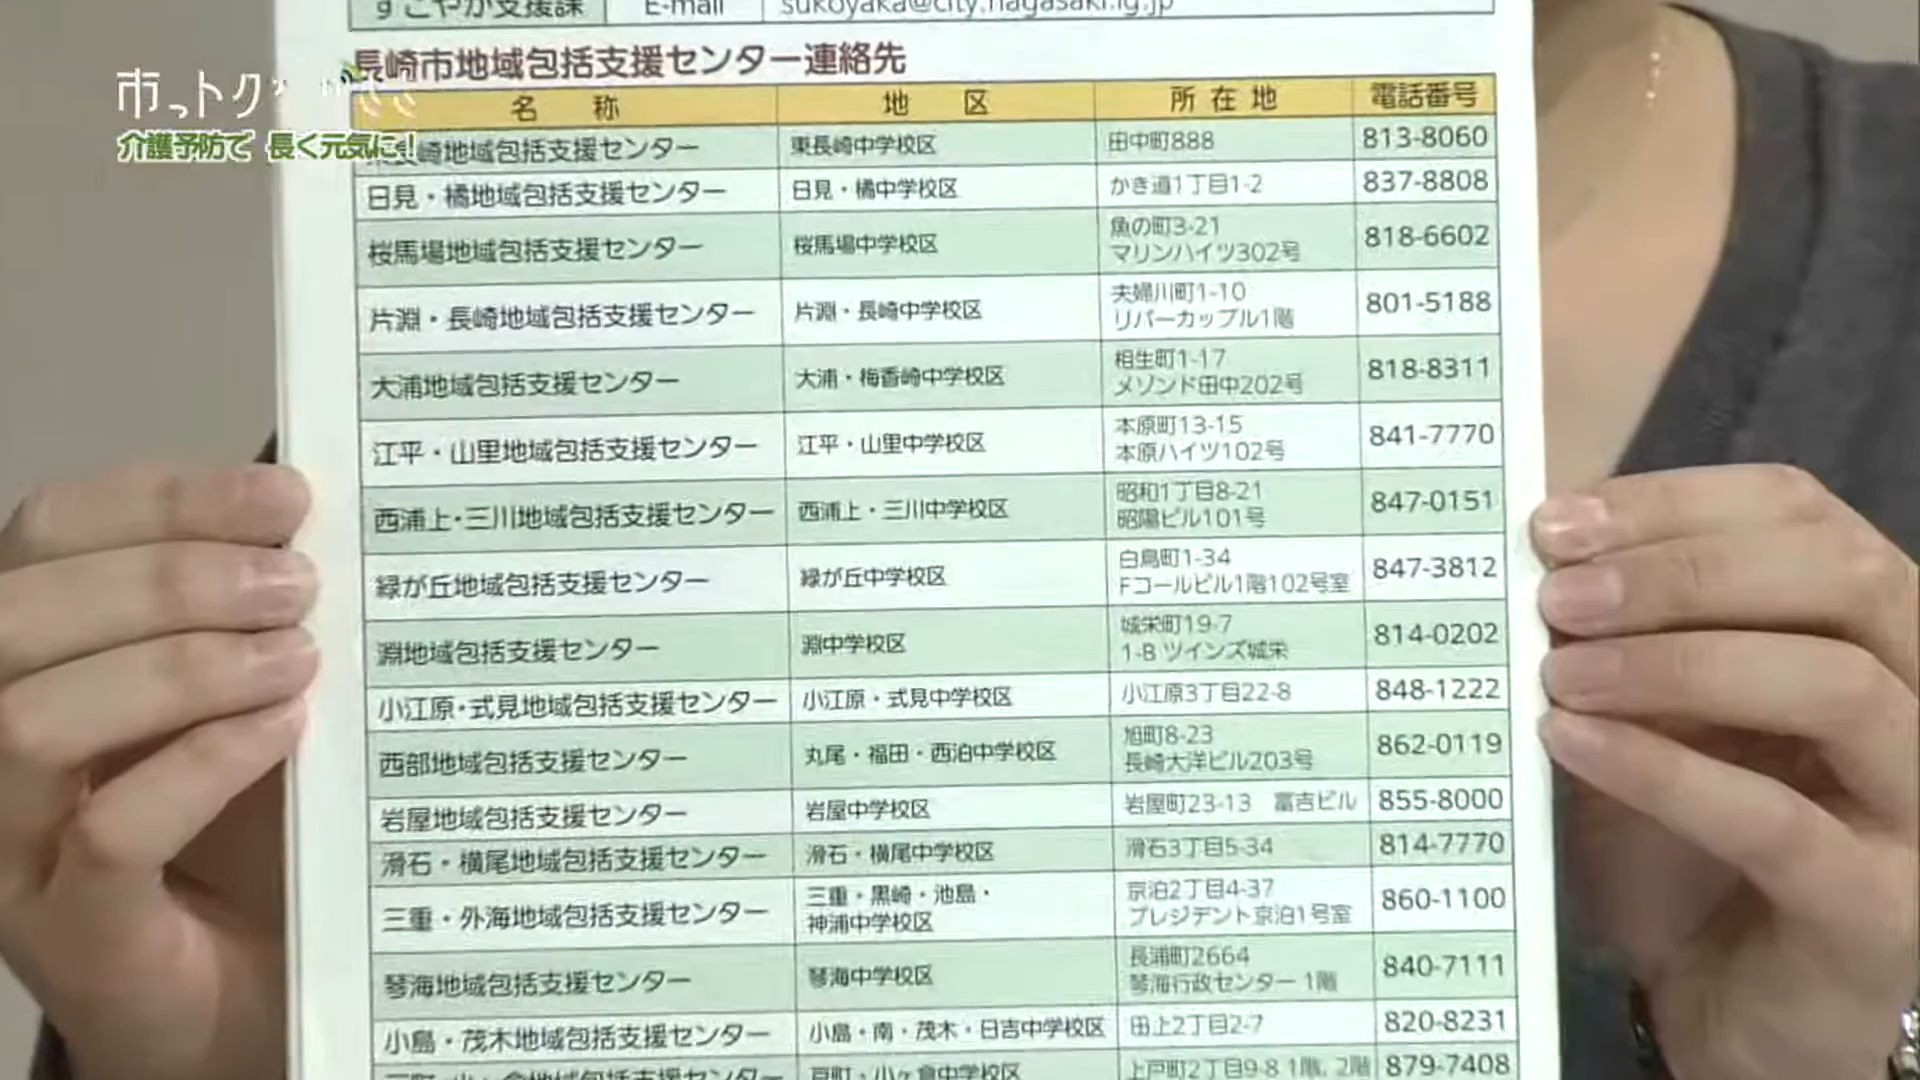 すこやか支援課 E-mail sukoyaka@city.nagasaki.lg.jp
長崎市地域包括支援センター連絡先
市っトク
介護予防で 長く元気に!
名 称 地 区 所在地 電話番号
崎地域包括支援センター 東長崎中学校区 田中町888 813-8060
日見・橘地域包括支援センター 日見・橘中学校区 かき道1丁目1-2 837-8808
桜馬場地域包括支援センター 桜馬場中学校区 魚の町3-21 818-6602
マリンハイツ302号
片淵・長崎地域包括支援センター 片淵・長崎中学校区 夫婦川町1-10 801-5188
リバーカップル1階
大浦地域包括支援センター 大浦・梅香崎中学校区 相生町1-17 818-8311
メゾンド田中202号
江平・山里地域包括支援センター 江平・山里中学校区 本原町13-15 841-7770
本原ハイツ102号
西浦上・三川地域包括支援センター 西浦上・三川中学校区 昭和1丁目8-21 847-0151
昭陽ビル101号
緑が丘地域包括支援センター 緑が丘中学校区 白鳥町1-34 847-3812
Fコールビル1階102号室
淵地域包括支援センター 淵中学校区 城栄町19-7 814-0202
1-B ツインズ城栄
小江原・式見地域包括支援センター 小江原・式見中学校区 小江原3丁目22-8 848-1222
西部地域包括支援センター 丸尾・福田・西泊中学校区 旭町8-23 862-0119
長崎大洋ビル203号
岩屋地域包括支援センター 岩屋中学校区 岩屋町23-13 冨吉ビル 855-8000
滑石・横尾地域包括支援センター 滑石・横尾中学校区 滑石3丁目5-34 814-7770
三重・外海地域包括支援センター 三重・黒崎・池島・ 京泊2丁目4-37 860-1100
神浦中学校区 プレジデント京泊1号室
琴海地域包括支援センター 琴海中学校区 長浦町2664 840-7111
琴海行政センター 1階
小島・茂木地域包括支援センター 小島・南・茂木・日吉中学校区 田上2丁目2-7 820-8231
地域包括支援センター 戸町・小ヶ倉中学校区 上戸町2丁目9-8 1階, 2階 879-7408